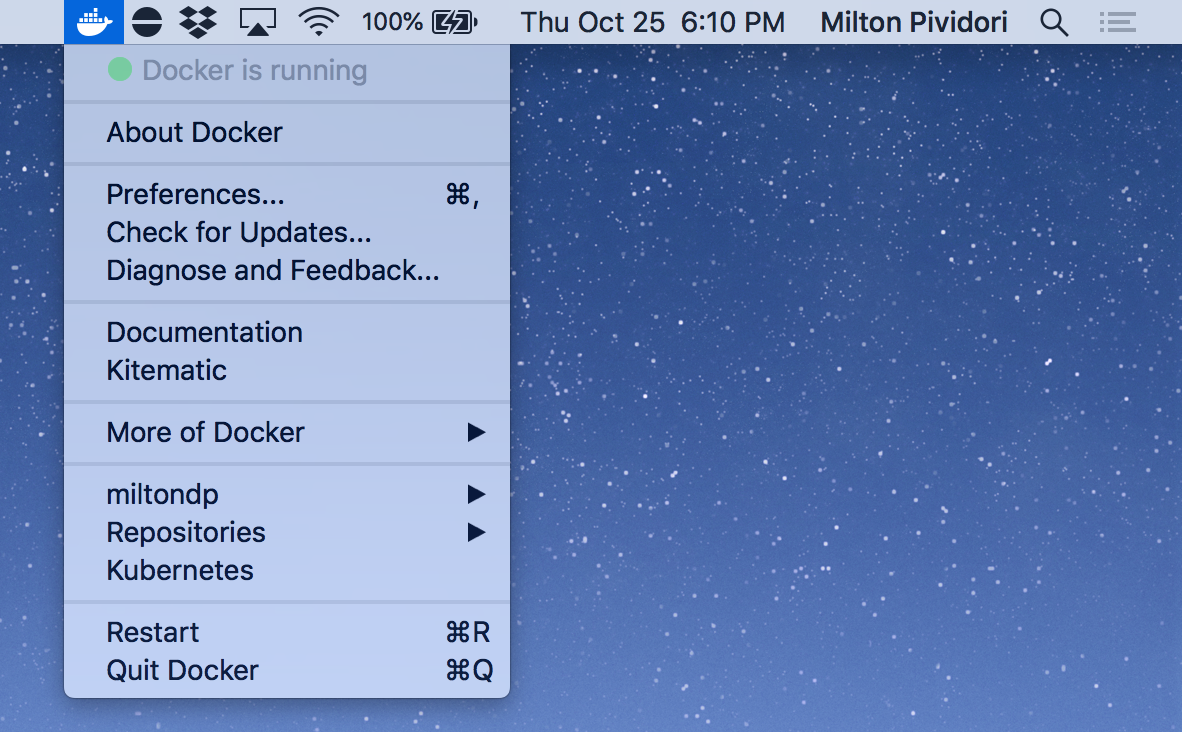 100% Thu Oct 25 6:10 PM Milton Pividori
Docker is running
About Docker
Preferences... ⌘,
Check for Updates...
Diagnose and Feedback...
Documentation
Kitematic
More of Docker ▶
miltondp ▶
Repositories ▶
Kubernetes
Restart ⌘R
Quit Docker ⌘Q